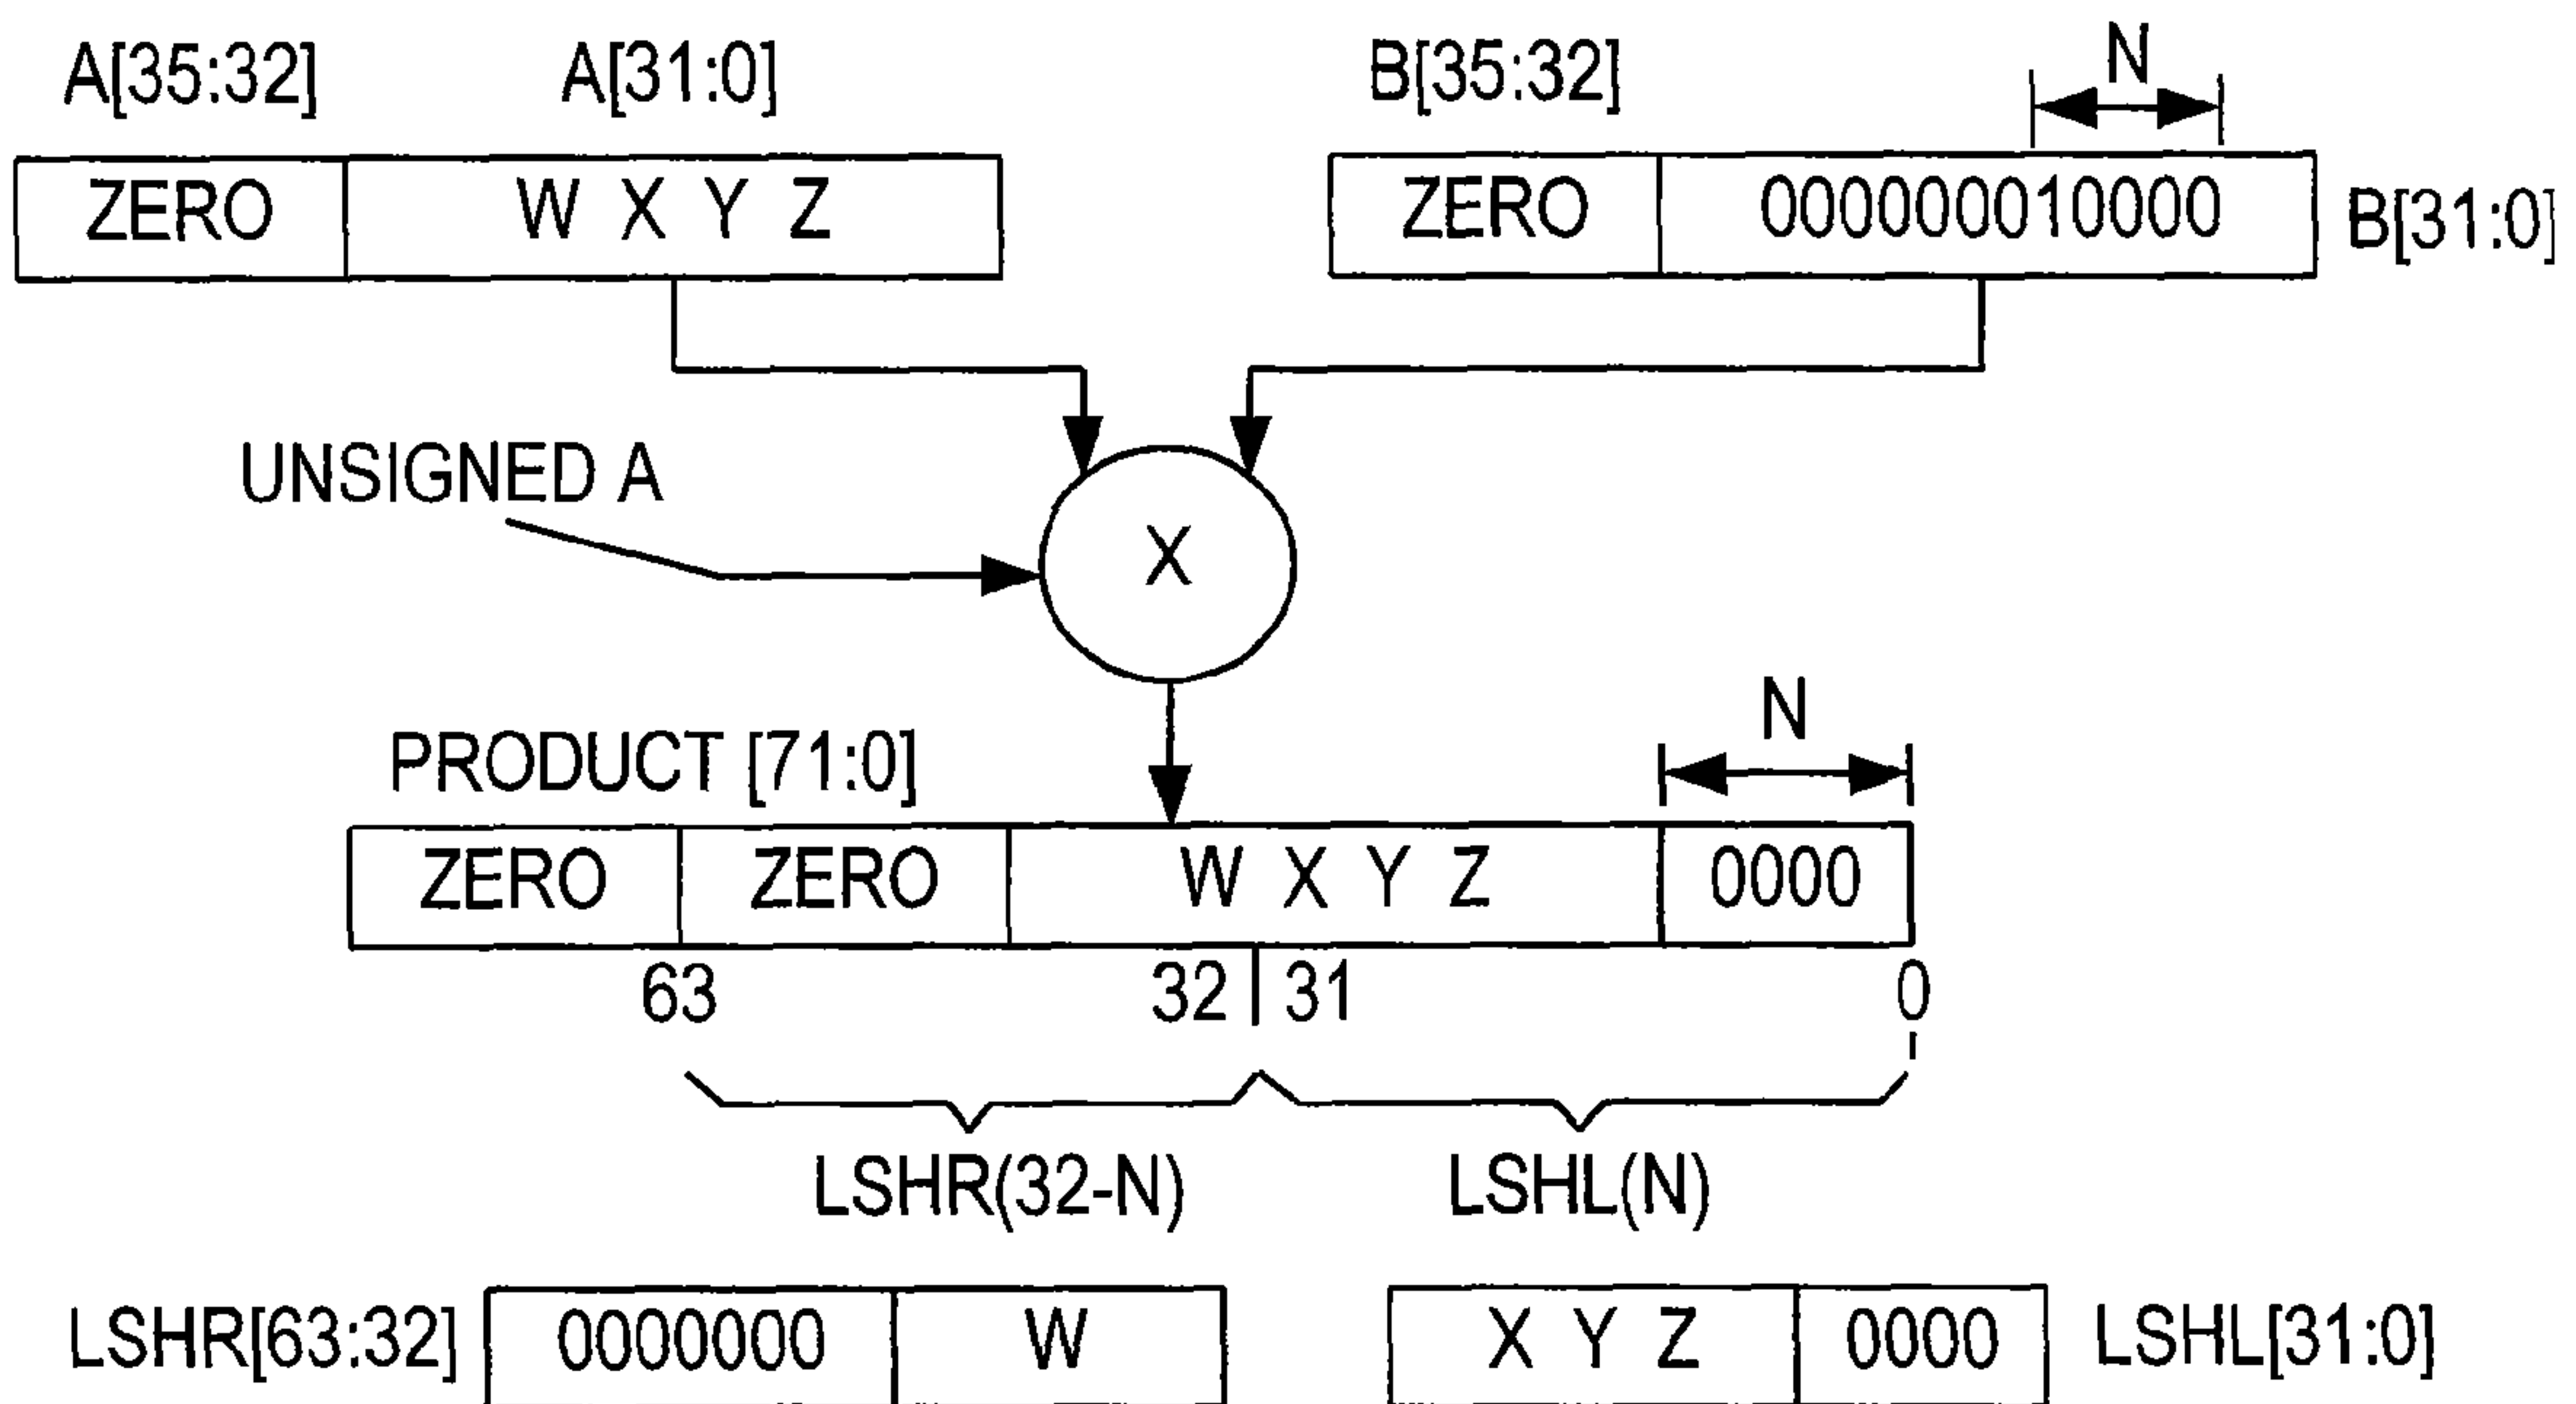 A[35:32] A[31:0] B[35:32] N
ZERO W X Y Z ZERO 000000010000 B[31:0]
UNSIGNED A
X
N
PRODUCT [71:0]
ZERO ZERO W X Y Z 0000
63 32 31 0
LSHR(32-N) LSHL(N)
LSHR[63:32] 0000000 W X Y Z 0000 LSHL[31:0]